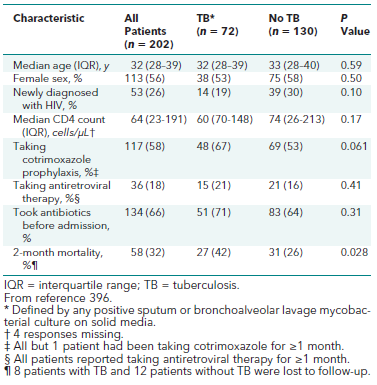 Characteristic All TB* No TB P
Patients (n = 72) (n = 130) Value
(n = 202)
Median age (IQR), y 32 (28-39) 32 (28-39) 33 (28-40) 0.59
Female sex, % 113 (56) 38 (53) 75 (58) 0.50
Newly diagnosed 53 (26) 14 (19) 39 (30) 0.10
with HIV, %
Median CD4 count 64 (23-191) 60 (70-148) 74 (26-213) 0.17
(IQR), cells/μL†
Taking 117 (58) 48 (67) 69 (53) 0.061
cotrimoxazole
prophylaxis, %‡
Taking antiretroviral 36 (18) 15 (21) 21 (16) 0.41
therapy, %§
Took antibiotics 134 (66) 51 (71) 83 (64) 0.31
before admission,
%
2-month mortality, 58 (32) 27 (42) 31 (26) 0.028
%¶
IQR = interquartile range; TB = tuberculosis.
From reference 396.
* Defined by any positive sputum or bronchoalveolar lavage mycobac-
terial culture on solid media.
† 4 responses missing.
‡ All but 1 patient had been taking cotrimoxazole for ≥1 month.
§ All patients reported taking antiretroviral therapy for ≥1 month.
¶ 8 patients with TB and 12 patients without TB were lost to follow-up.